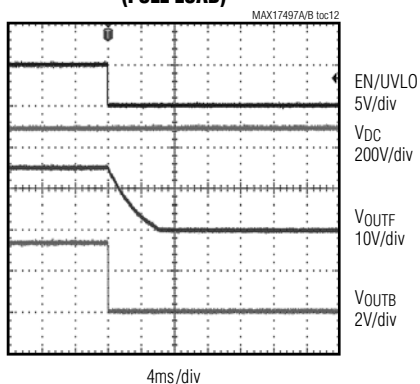 (FULL LOAD)
MAX17497A/B toc12
EN/UVLO
5V/div
VDC
200V/div
VOUTF
10V/div
VOUTB
2V/div
4ms/div